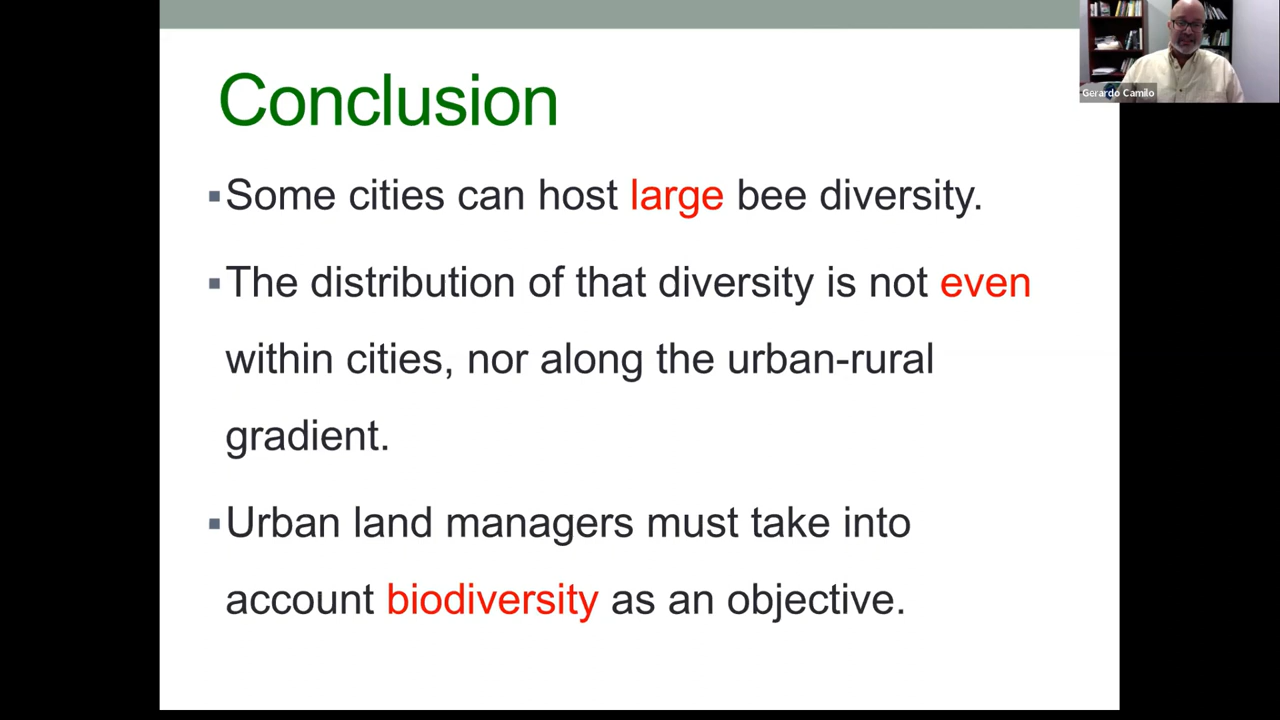 Conclusion
Gerardo Camilo
▪Some cities can host large bee diversity.
▪The distribution of that diversity is not even
within cities, nor along the urban-rural
gradient.
▪Urban land managers must take into
account biodiversity as an objective.